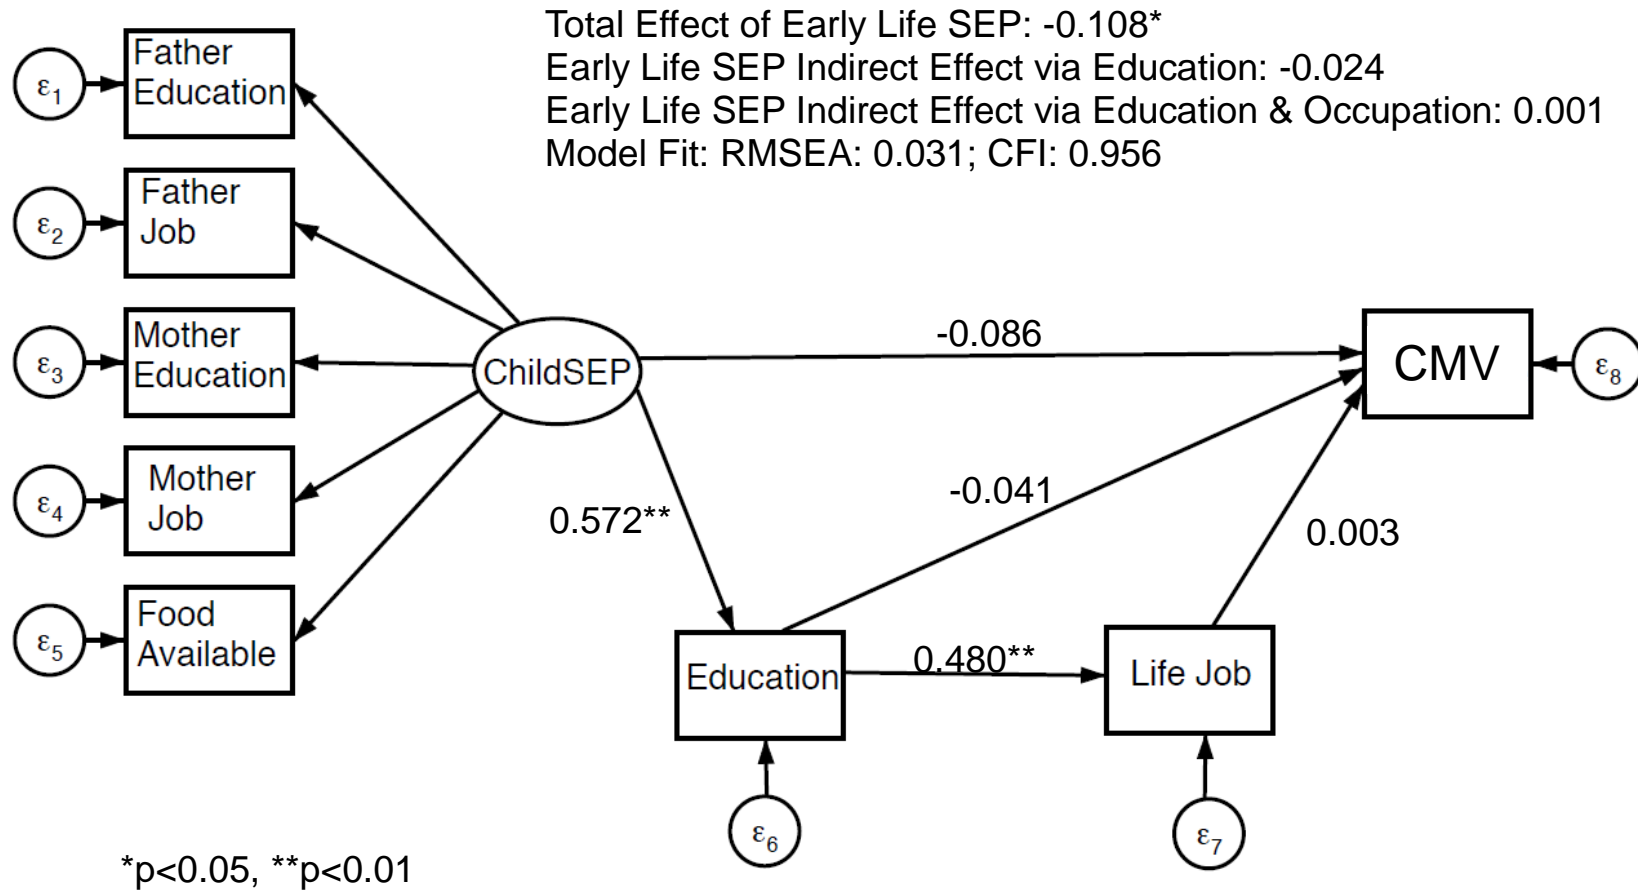 Total Effect of Early Life SEP: -0.108*
Early Life SEP Indirect Effect via Education: -0.024
Early Life SEP Indirect Effect via Education & Occupation: 0.001
Model Fit: RMSEA: 0.031; CFI: 0.956
ε1
Father
Education
ε2
Father
Job
ε3
Mother
Education
ε4
Mother
Job
ε5
Food
Available
ChildSEP
-0.086
CMV
ε8
-0.041
0.572**
0.003
Education
0.480**
Life Job
ε6
ε7
*p<0.05, **p<0.01